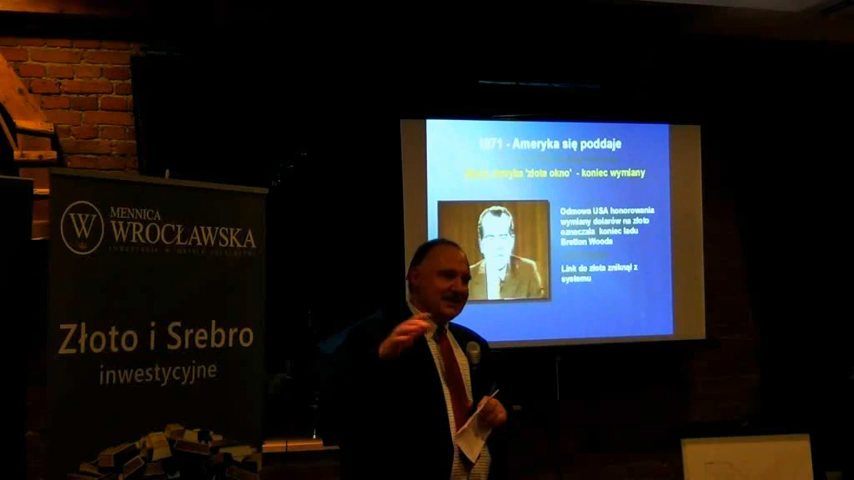 W
MENNICA
WROCŁAWSKA
Złoto i Srebro
inwestycyjne
1971 - Ameryka się poddaje
'złote okno' - koniec wymiany
Odmowa USA honorowania
wymiany dolarów na złoto
oznaczała koniec ładu
Bretton Woods
Link do złota zniknął z
systemu